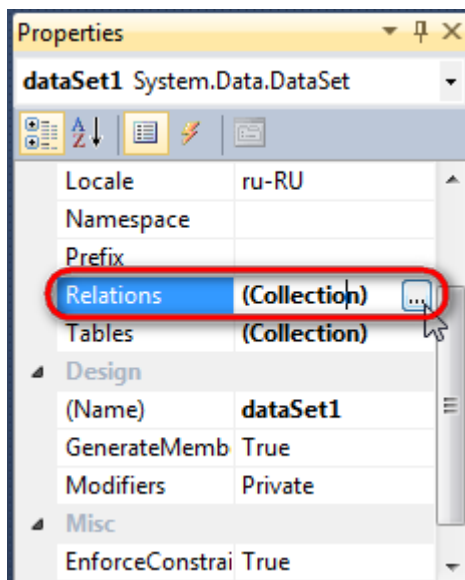 Properties
dataSet1 System.Data.DataSet
Locale ru-RU
Namespace
Prefix
Relations (Collection) ...
Tables (Collection)
Design
(Name) dataSet1
GenerateMemb True
Modifiers Private
Misc
EnforceConstrai True